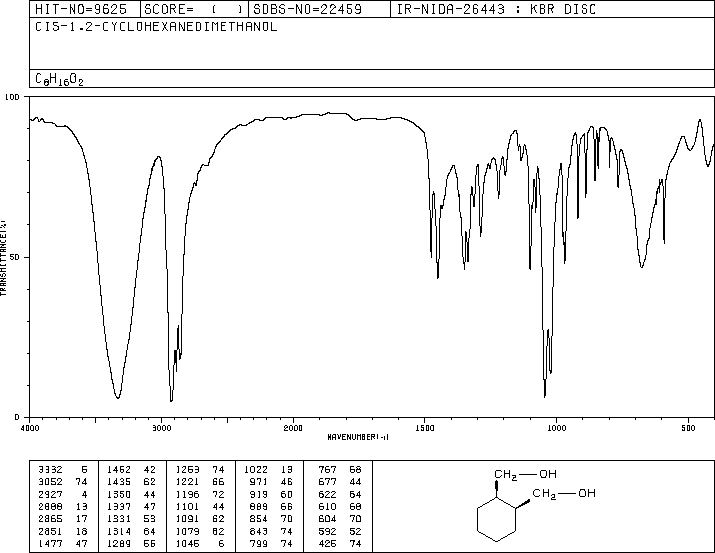 HIT-NO=9625 SCORE= ( ) SDBS-NO=22459 IR-NIDA-26443 : KBR DISC
CIS-1,2-CYCLOHEXANEDIMETHANOL
C8H16O2
100
50
0
TRANSMITTANCE(%)
4000 3000 2000 1500 1000 500
WAVENUMBER(-1)
3332 5 1452 42 1263 74 1022 13 767 68
3052 74 1435 62 1221 66 971 46 677 44
2927 4 1350 44 1196 72 919 60 622 64
2888 13 1337 47 1101 44 889 66 610 68
2865 17 1331 53 1091 62 854 70 604 70
2851 18 1314 64 1079 62 843 74 592 52
1477 47 1289 55 1045 6 799 74 425 74
CH2 OH
CH2 OH